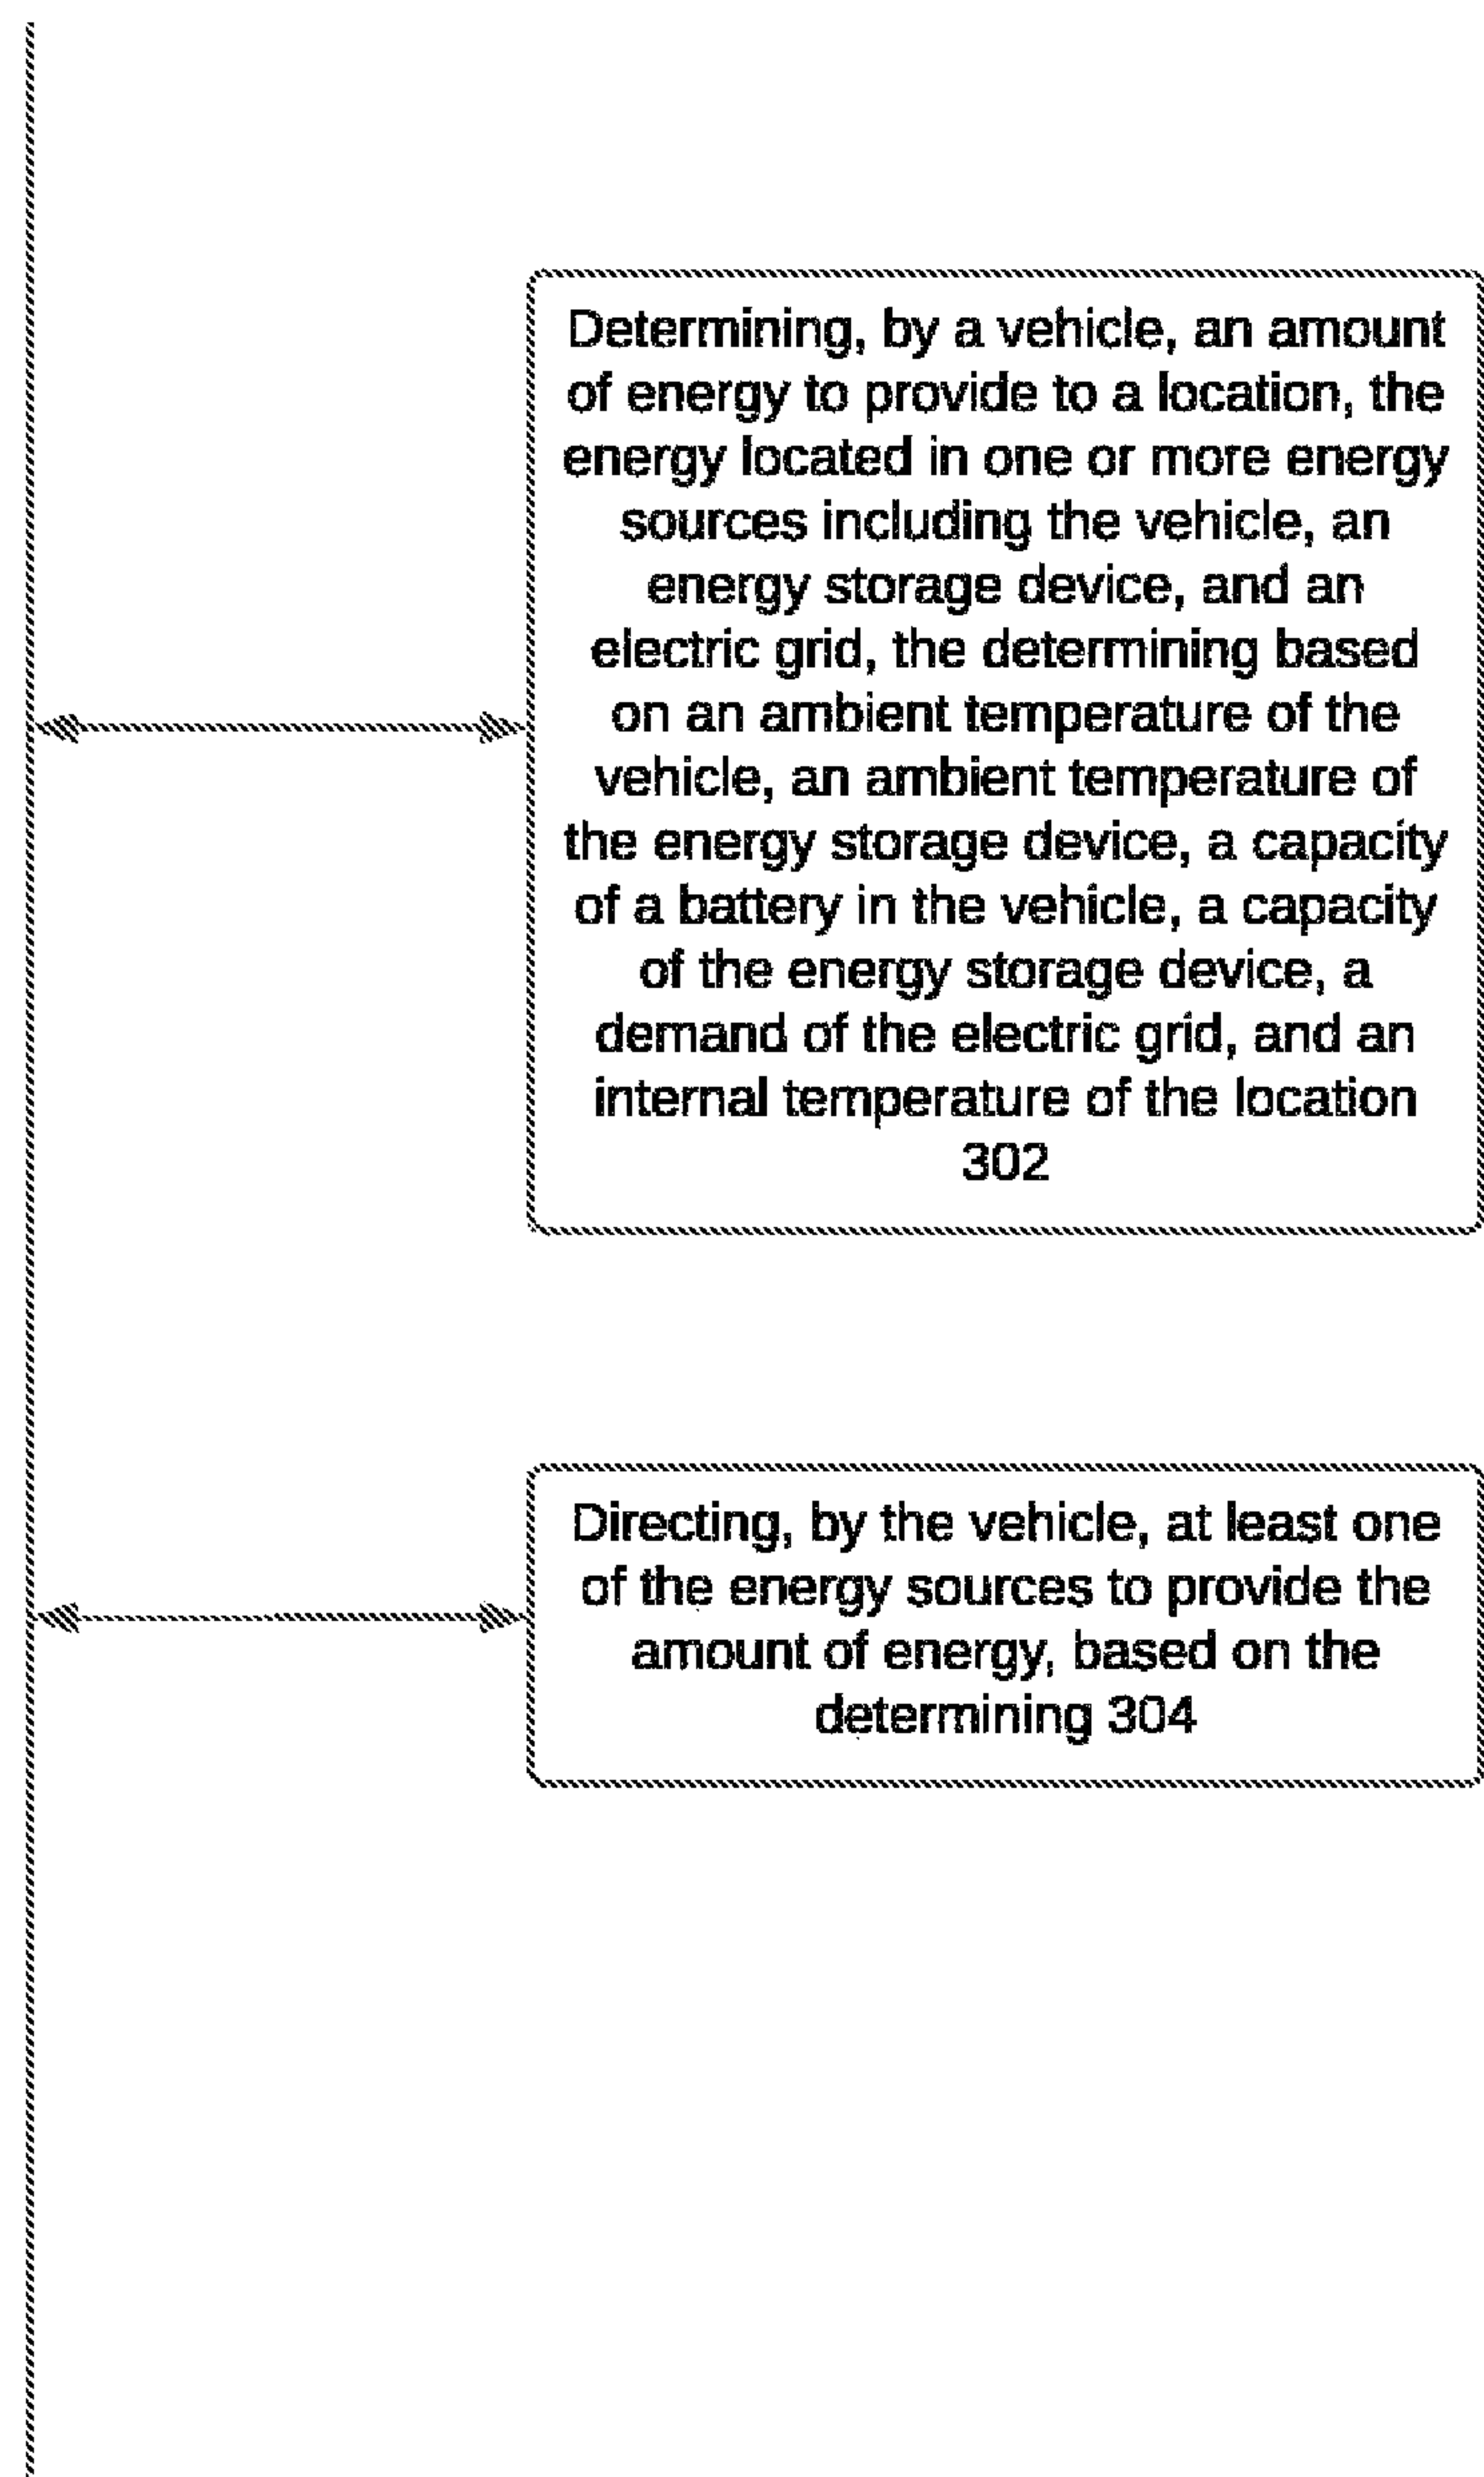 Determining, by a vehicle, an amount
of energy to provide to a location, the
energy located in one or more energy
sources including the vehicle, an
energy storage device, and an
electric grid, the determining based
on an ambient temperature of the
vehicle, an ambient temperature of
the energy storage device, a capacity
of a battery in the vehicle, a capacity
of the energy storage device, a
demand of the electric grid, and an
internal temperature of the location
302
Directing, by the vehicle, at least one
of the energy sources to provide the
amount of energy, based on the
determining 304